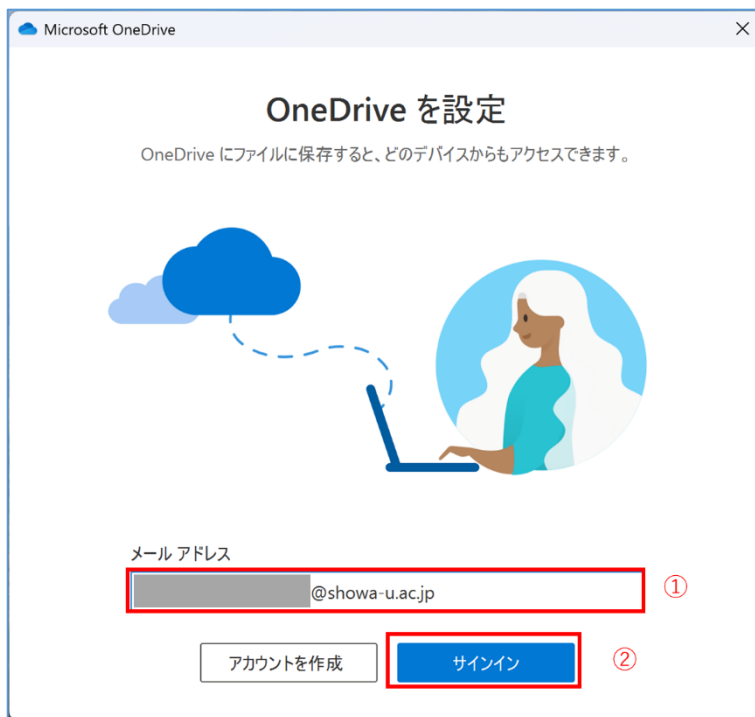 Microsoft OneDrive
OneDrive を設定
OneDrive にファイルに保存すると、どのデバイスからもアクセスできます。
メール アドレス
@showa-u.ac.jp ①
アカウントを作成 サインイン ②